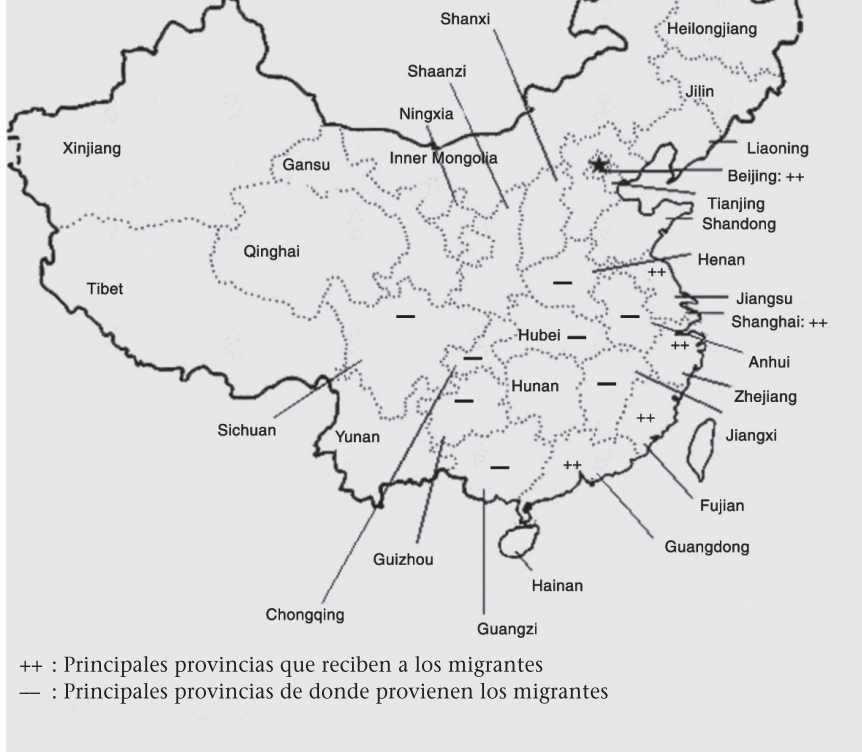 Shanxi
Heilongjiang
Shaanzi
Jilin
Ningxia
Xinjiang
Gansu
Inner Mongolia
Liaoning
Beijing: ++
Tianjing
Shandong
Qinghai
Henan
++
Tibet
—
Jiangsu
—
—
Shanghai: ++
Hubei —
++
Anhui
—
Hunan
—
Zhejiang
—
++
Sichuan
Yunan
Jiangxi
—
++
Fujian
Guangdong
Guizhou
Hainan
Chongqing
Guangzi
++ : Principales provincias que reciben a los migrantes
— : Principales provincias de donde provienen los migrantes